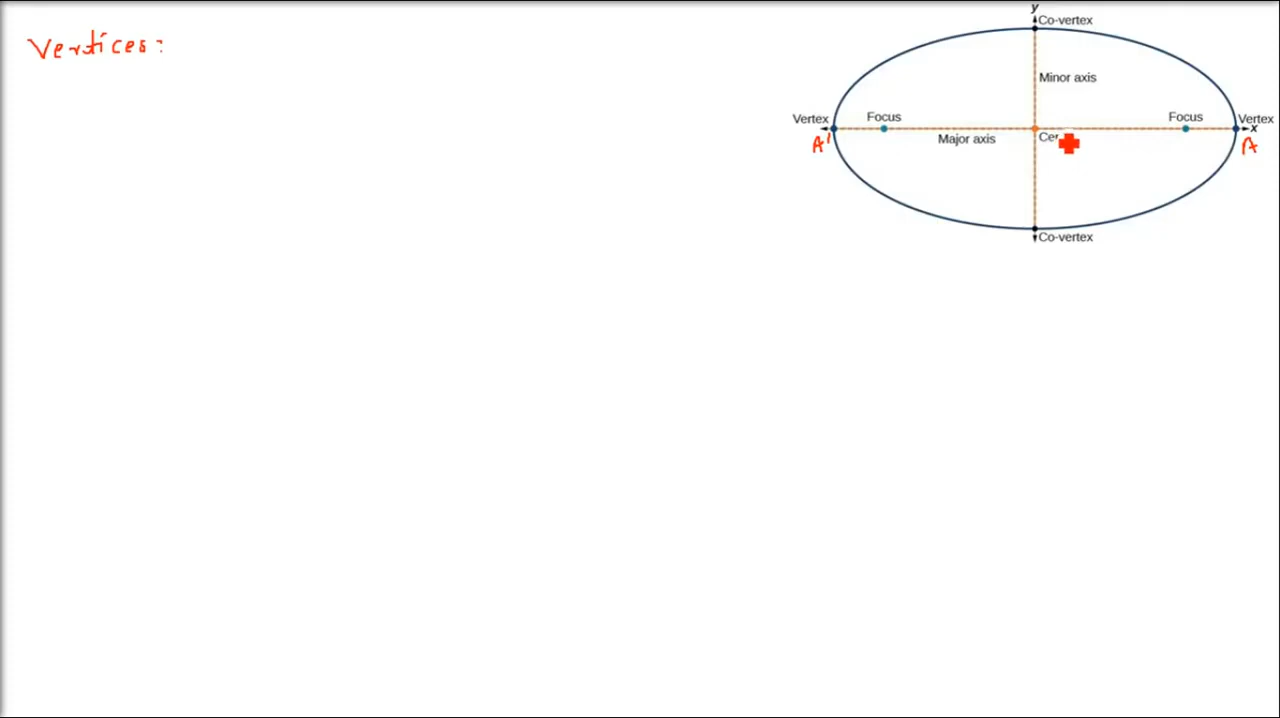 Vertices:
y
Co-vertex
Minor axis
Vertex Focus Focus Vertex
x
A' Major axis A
Co-vertex